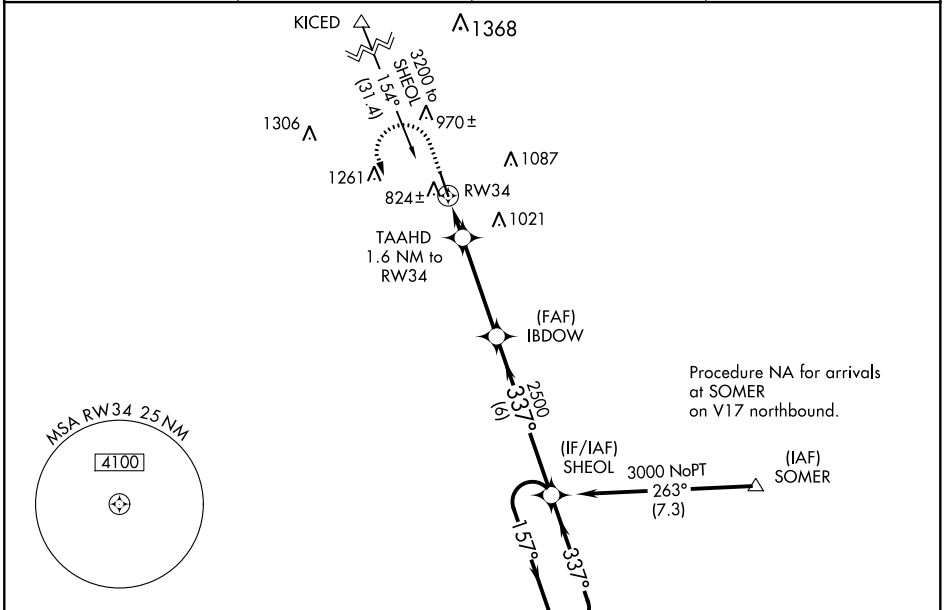 KICED
1368
3200 to
SHEOL
154°
(31.4)
970±
1306
1087
1261
824±
RW34
1021
TAAHD
1.6 NM to
RW34
(FAF)
IBDOW
Procedure NA for arrivals
at SOMER
on V17 northbound.
2500
337°
(6)
MSA RW34 25 NM
4100
(IF/IAF)
SHEOL
3000 NoPT
263°
(7.3)
(IAF)
SOMER
157°
337°